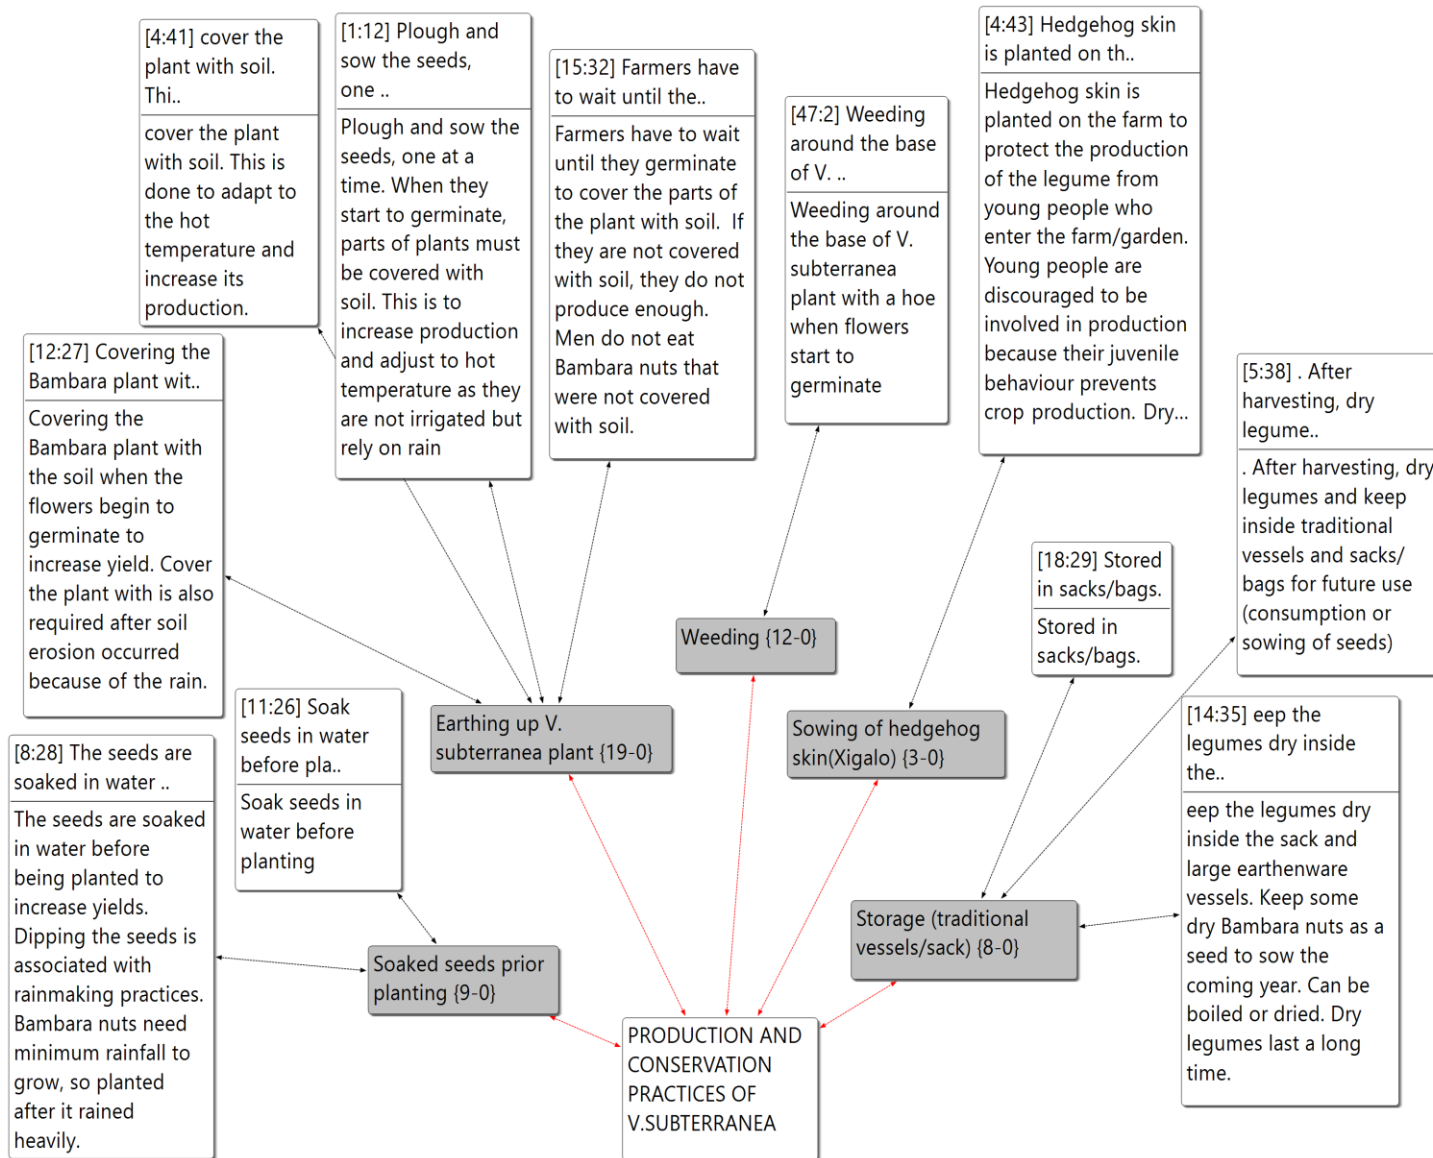 [4:41] cover the
plant with soil.
Thi..
cover the plant
with soil. This is
done to adapt to
the hot
temperature and
increase its
production.
[1:12] Plough and
sow the seeds,
one ..
Plough and sow the
seeds, one at a
time. When they
start to germinate,
parts of plants must
be covered with
soil. This is to
increase production
and adjust to hot
temperature as they
are not irrigated but
rely on rain
[15:32] Farmers have
to wait until the..
Farmers have to wait
until they germinate
to cover the parts of
the plant with soil.  If
they are not covered
with soil, they do not
produce enough.
Men do not eat
Bambara nuts that
were not covered
with soil.
[47:2] Weeding
around the base
of V. ..
Weeding around
the base of V.
subterranea
plant with a hoe
when flowers
start to
germinate
[4:43] Hedgehog skin
is planted on th..
Hedgehog skin is
planted on the farm to
protect the production
of the legume from
young people who
enter the farm/garden.
Young people are
discouraged to be
involved in production
because their juvenile
behaviour prevents
crop production. Dry...
[12:27] Covering the
Bambara plant wit..
Covering the
Bambara plant with
the soil when the
flowers begin to
germinate to
increase yield. Cover
the plant with is also
required after soil
erosion occurred
because of the rain.
[5:38] . After
harvesting, dry
legume..
. After harvesting, dry
legumes and keep
inside traditional
vessels and sacks/
bags for future use
(consumption or
sowing of seeds)
[18:29] Stored
in sacks/bags.
Stored in
sacks/bags.
Weeding {12-0}
Earthing up V.
subterranea plant {19-0}
Sowing of hedgehog
skin(Xigalo) {3-0}
[11:26] Soak
seeds in water
before pla..
Soak seeds in
water before
planting
[8:28] The seeds are
soaked in water ..
The seeds are soaked
in water before
being planted to
increase yields.
Dipping the seeds is
associated with
rainmaking practices.
Bambara nuts need
minimum rainfall to
grow, so planted
after it rained
heavily.
[14:35] eep the
legumes dry inside
the..
eep the legumes dry
inside the sack and
large earthenware
vessels. Keep some
dry Bambara nuts as a
seed to sow the
coming year. Can be
boiled or dried. Dry
legumes last a long
time.
Storage (traditional
vessels/sack) {8-0}
Soaked seeds prior
planting {9-0}
PRODUCTION AND
CONSERVATION
PRACTICES OF
V.SUBTERRANEA